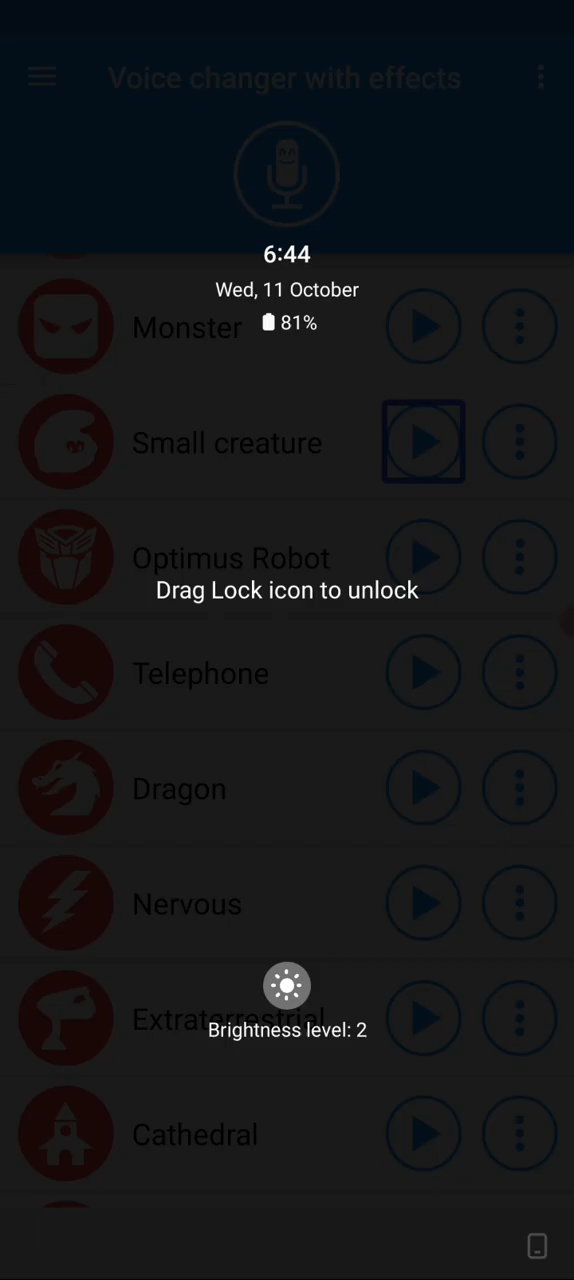 Voice changer with effects
6:44
Wed, 11 October
Monster
81%
Small creature
Optimus Robot
Drag Lock icon to unlock
Telephone
Dragon
Nervous
Extraterrestrial
Brightness level: 2
Cathedral